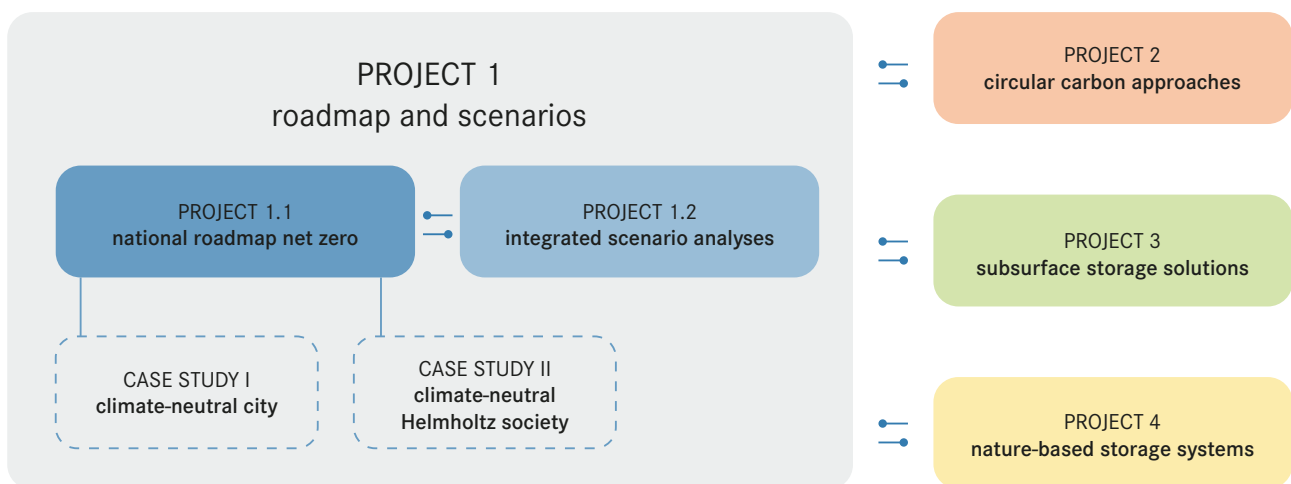 PROJECT 1
roadmap and scenarios
PROJECT 1.1
national roadmap net zero
PROJECT 1.2
integrated scenario analyses
CASE STUDY I
climate-neutral city
CASE STUDY II
climate-neutral
Helmholtz society
PROJECT 2
circular carbon approaches
PROJECT 3
subsurface storage solutions
PROJECT 4
nature-based storage systems